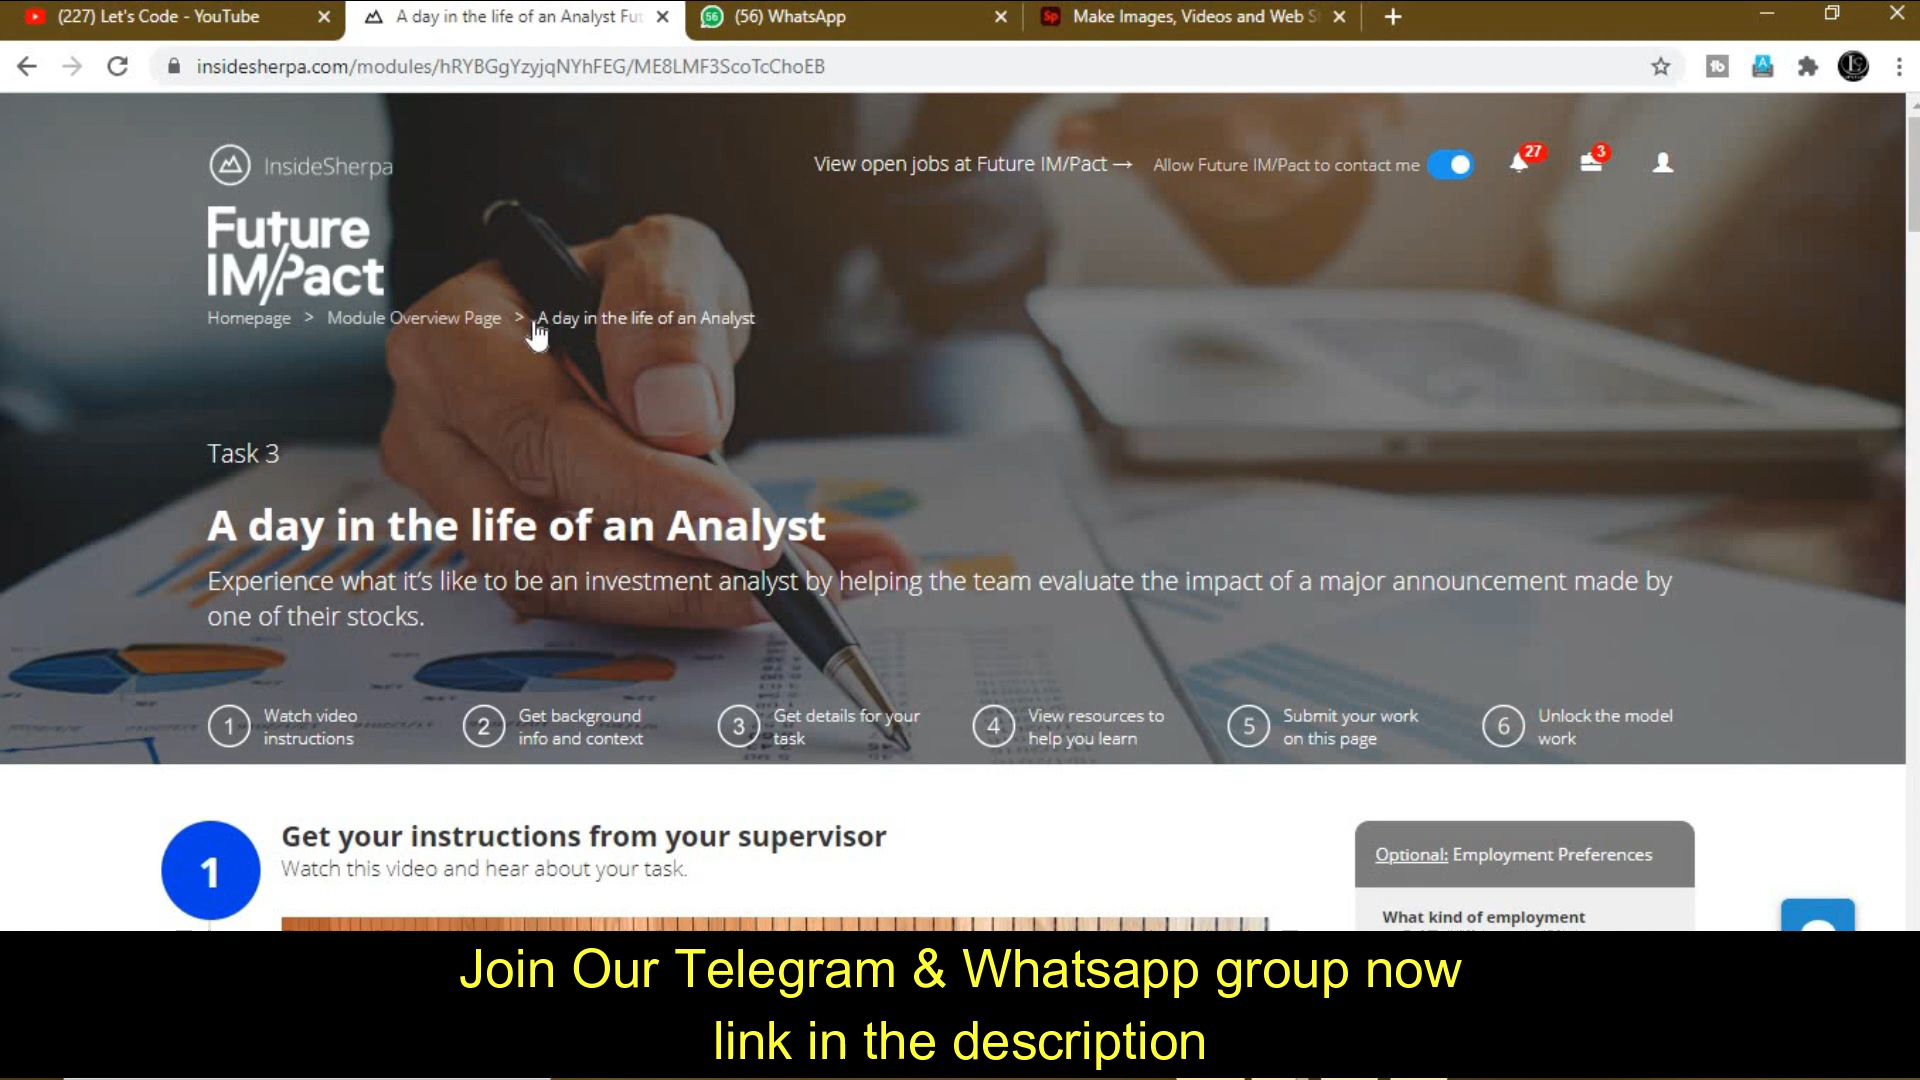 (227) Let's Code - YouTube
A day in the life of an Analyst Fut
(56) WhatsApp
Sp
Make Images, Videos and Web S
insidesherpa.com/modules/hRYBGgYzyjqNYhFEG/ME8LMF3ScoTcChoEB
InsideSherpa
View open jobs at Future IM/Pact →
Allow Future IM/Pact to contact me
27
3
Future
IM/Pact
Homepage > Module Overview Page > A day in the life of an Analyst
Task 3
A day in the life of an Analyst
Experience what it's like to be an investment analyst by helping the team evaluate the impact of a major announcement made by
one of their stocks.
1 Watch video
instructions
2 Get background
info and context
3 Get details for your
task
4 View resources to
help you learn
5 Submit your work
on this page
6 Unlock the model
work
1
Get your instructions from your supervisor
Watch this video and hear about your task.
Optional: Employment Preferences
What kind of employment
Join Our Telegram & Whatsapp group now
link in the description